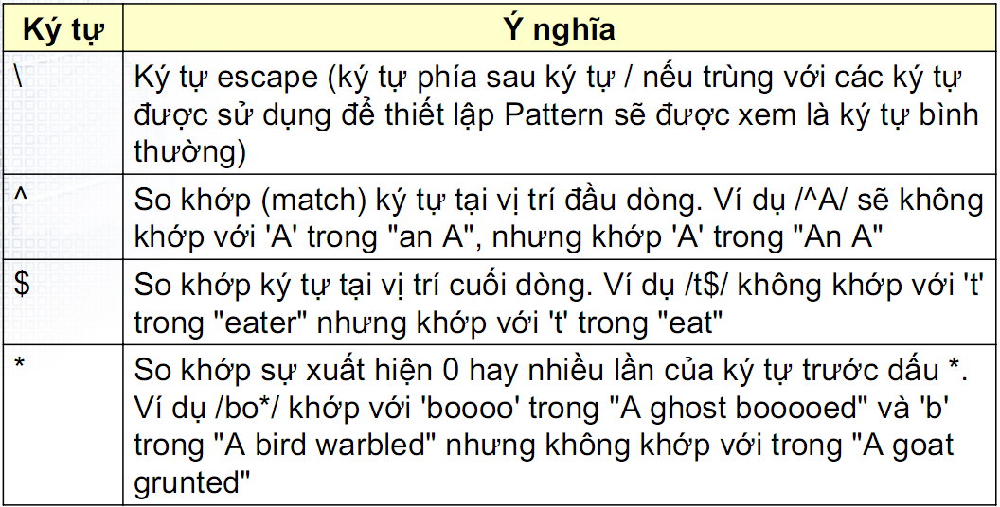 Ký tự Ý nghĩa
\ Ký tự escape (ký tự phía sau ký tự / nếu trùng với các ký tự
được sử dụng để thiết lập Pattern sẽ được xem là ký tự bình
thường)
^ So khớp (match) ký tự tại vị trí đầu dòng. Ví dụ /^A/ sẽ không
khớp với 'A' trong "an A", nhưng khớp 'A' trong "An A"
$ So khớp ký tự tại vị trí cuối dòng. Ví dụ /t$/ không khớp với 't'
trong "eater" nhưng khớp với 't' trong "eat"
* So khớp sự xuất hiện 0 hay nhiều lần của ký tự trước dấu *.
Ví dụ /bo*/ khớp với 'boooo' trong "A ghost booooed" và 'b'
trong "A bird warbled" nhưng không khớp với trong "A goat
grunted"